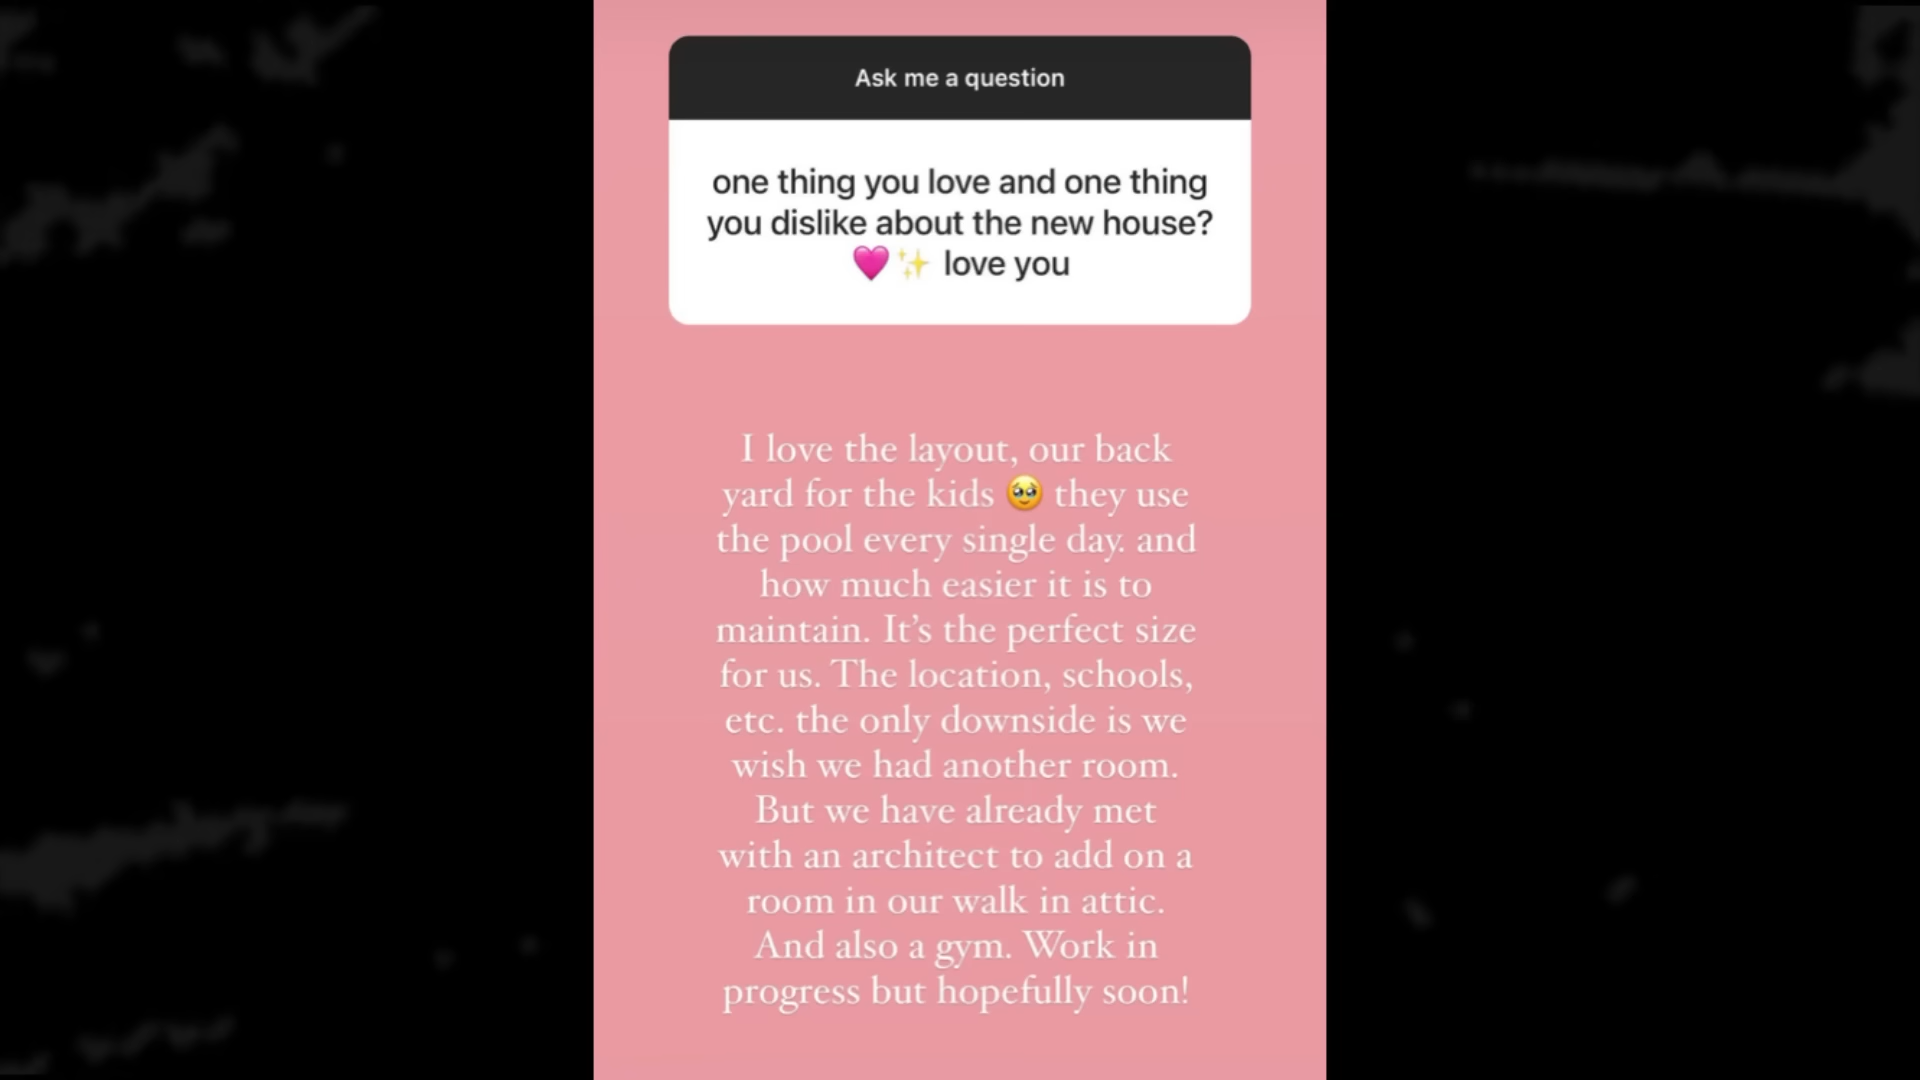 Ask me a question
one thing you love and one thing
you dislike about the new house?
🩷✨ love you
I love the layout, our back
yard for the kids 🥹 they use
the pool every single day. and
how much easier it is to
maintain. It’s the perfect size
for us. The location, schools,
etc. the only downside is we
wish we had another room.
But we have already met
with an architect to add on a
room in our walk in attic.
And also a gym. Work in
progress but hopefully soon!